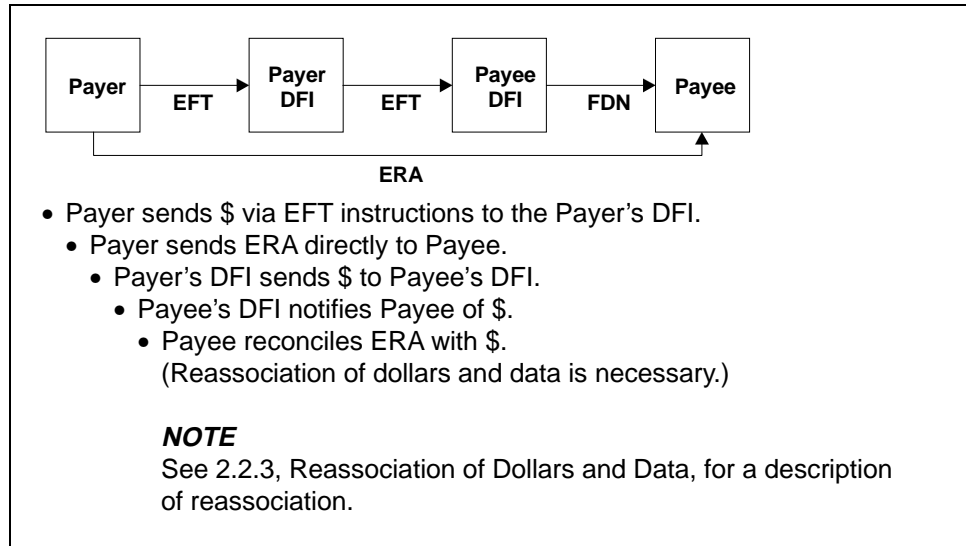 Payer
EFT
Payer
DFI
EFT
Payee
DFI
FDN
Payee
ERA
• Payer sends $ via EFT instructions to the Payer’s DFI.
• Payer sends ERA directly to Payee.
• Payer’s DFI sends $ to Payee’s DFI.
• Payee’s DFI notifies Payee of $.
• Payee reconciles ERA with $.
(Reassociation of dollars and data is necessary.)
NOTE
See 2.2.3, Reassociation of Dollars and Data, for a description
of reassociation.